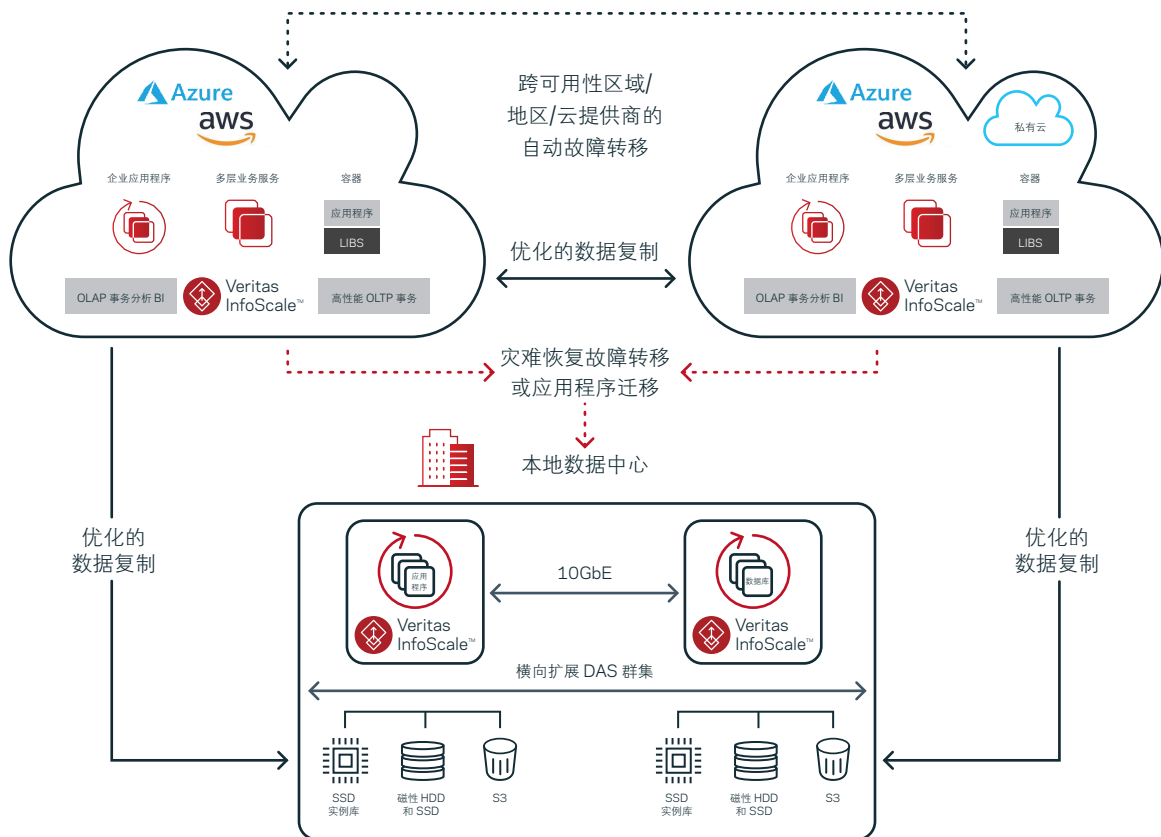 跨可用性区域/
地区/云提供商的
自动故障转移
Azure
aws
企业应用程序
多层业务服务
容器
应用程序
LIBS
OLAP 事务分析 BI
Veritas
InfoScale™
高性能 OLTP 事务
优化的数据复制
Azure
aws
私有云
企业应用程序
多层业务服务
容器
应用程序
LIBS
OLAP 事务分析 BI
Veritas
InfoScale™
高性能 OLTP 事务
灾难恢复故障转移
或应用程序迁移
本地数据中心
优化的
数据复制
优化的
数据复制
应用
程序
Veritas
InfoScale™
10GbE
数据库
Veritas
InfoScale™
横向扩展 DAS 群集
SSD
实例库
磁性 HDD
和 SSD
S3
SSD
实例库
磁性 HDD
和 SSD
S3